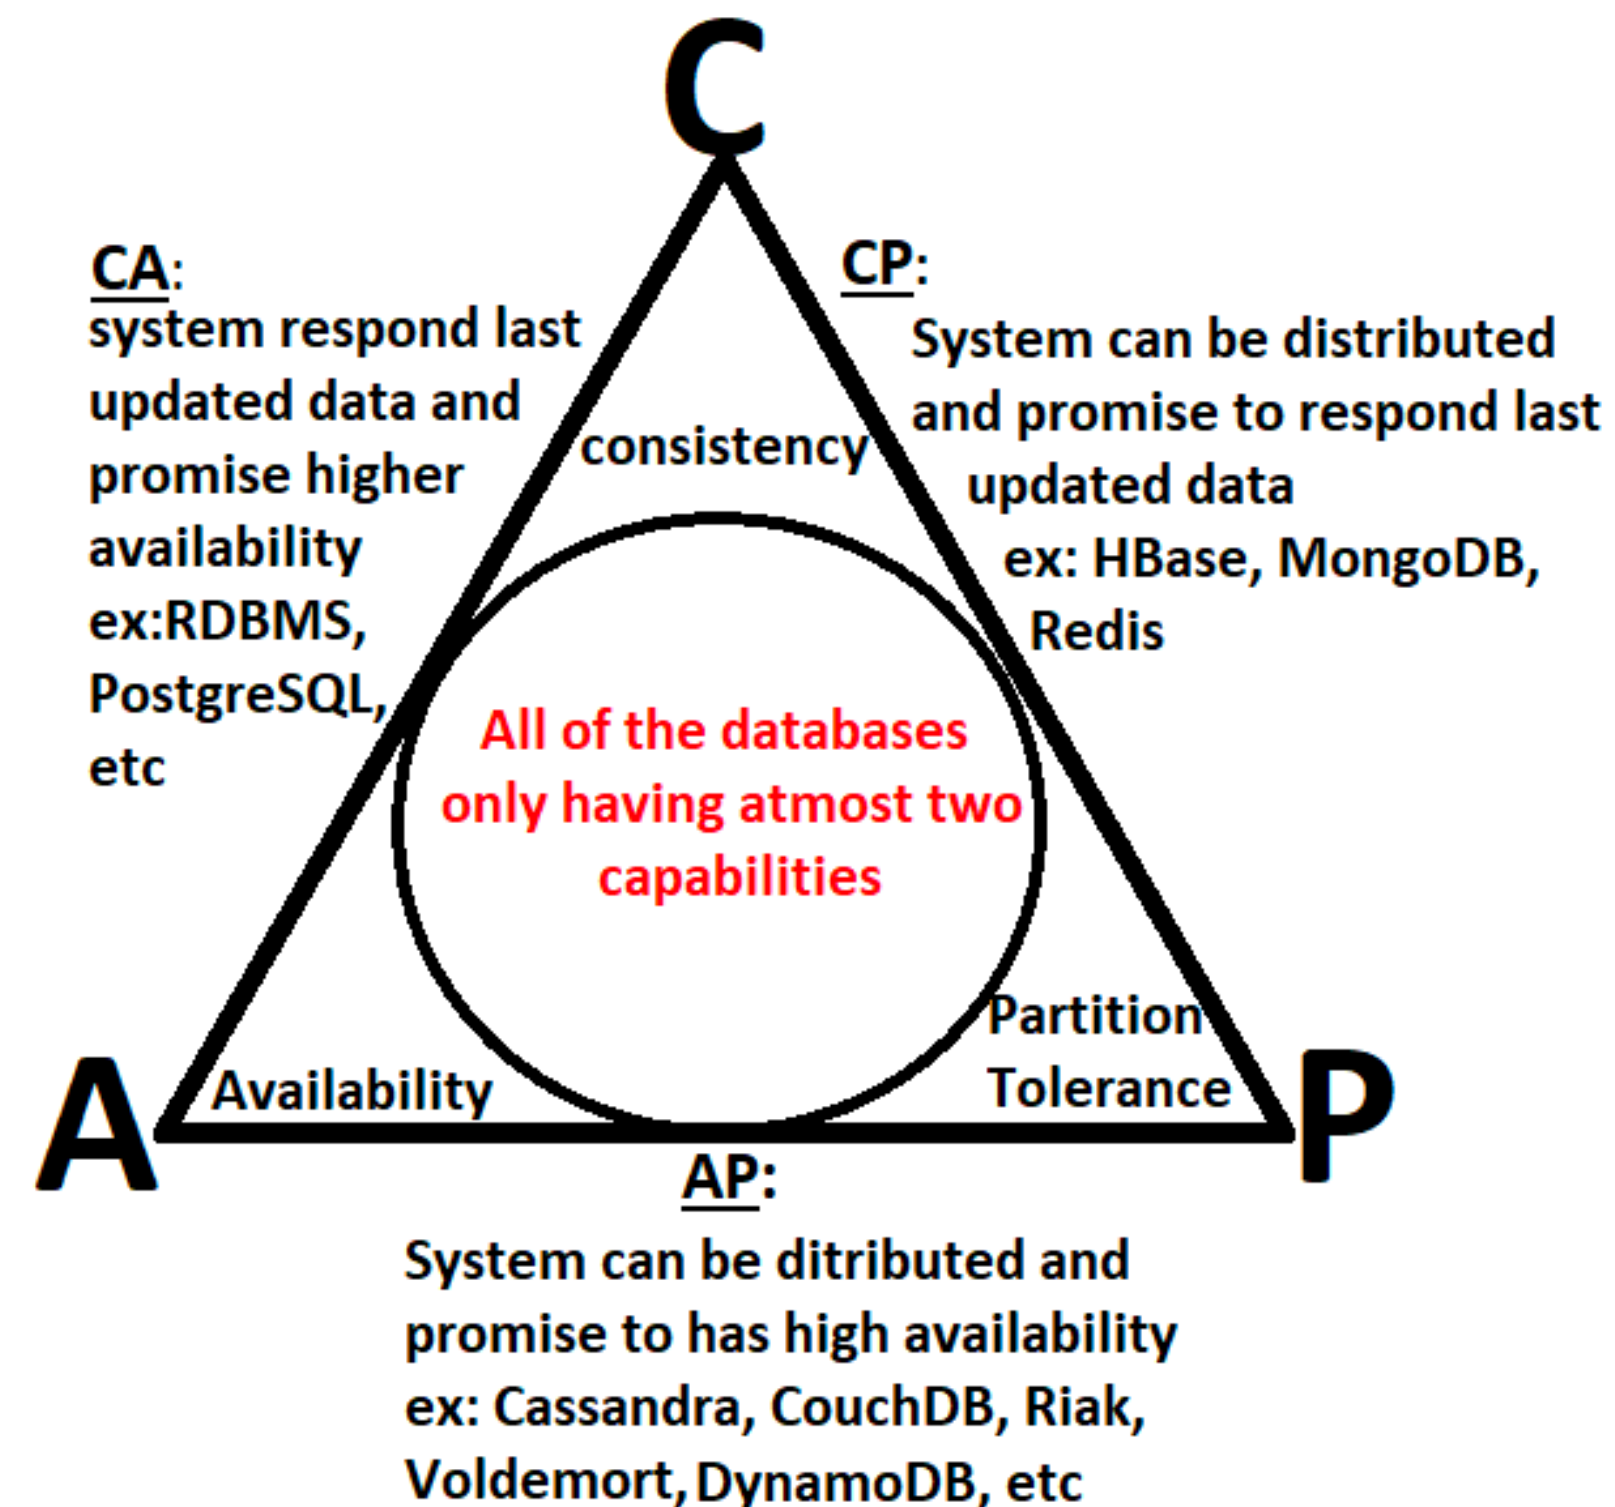 C
CA:
system respond last
updated data and
promise higher
availability
ex:RDBMS,
PostgreSQL,
etc
CP:
System can be distributed
and promise to respond last
updated data
ex: HBase, MongoDB,
Redis
consistency
All of the databases
only having atmost two
capabilities
A
Availability
Partition
Tolerance
P
AP:
System can be ditributed and
promise to has high availability
ex: Cassandra, CouchDB, Riak,
Voldemort, DynamoDB, etc